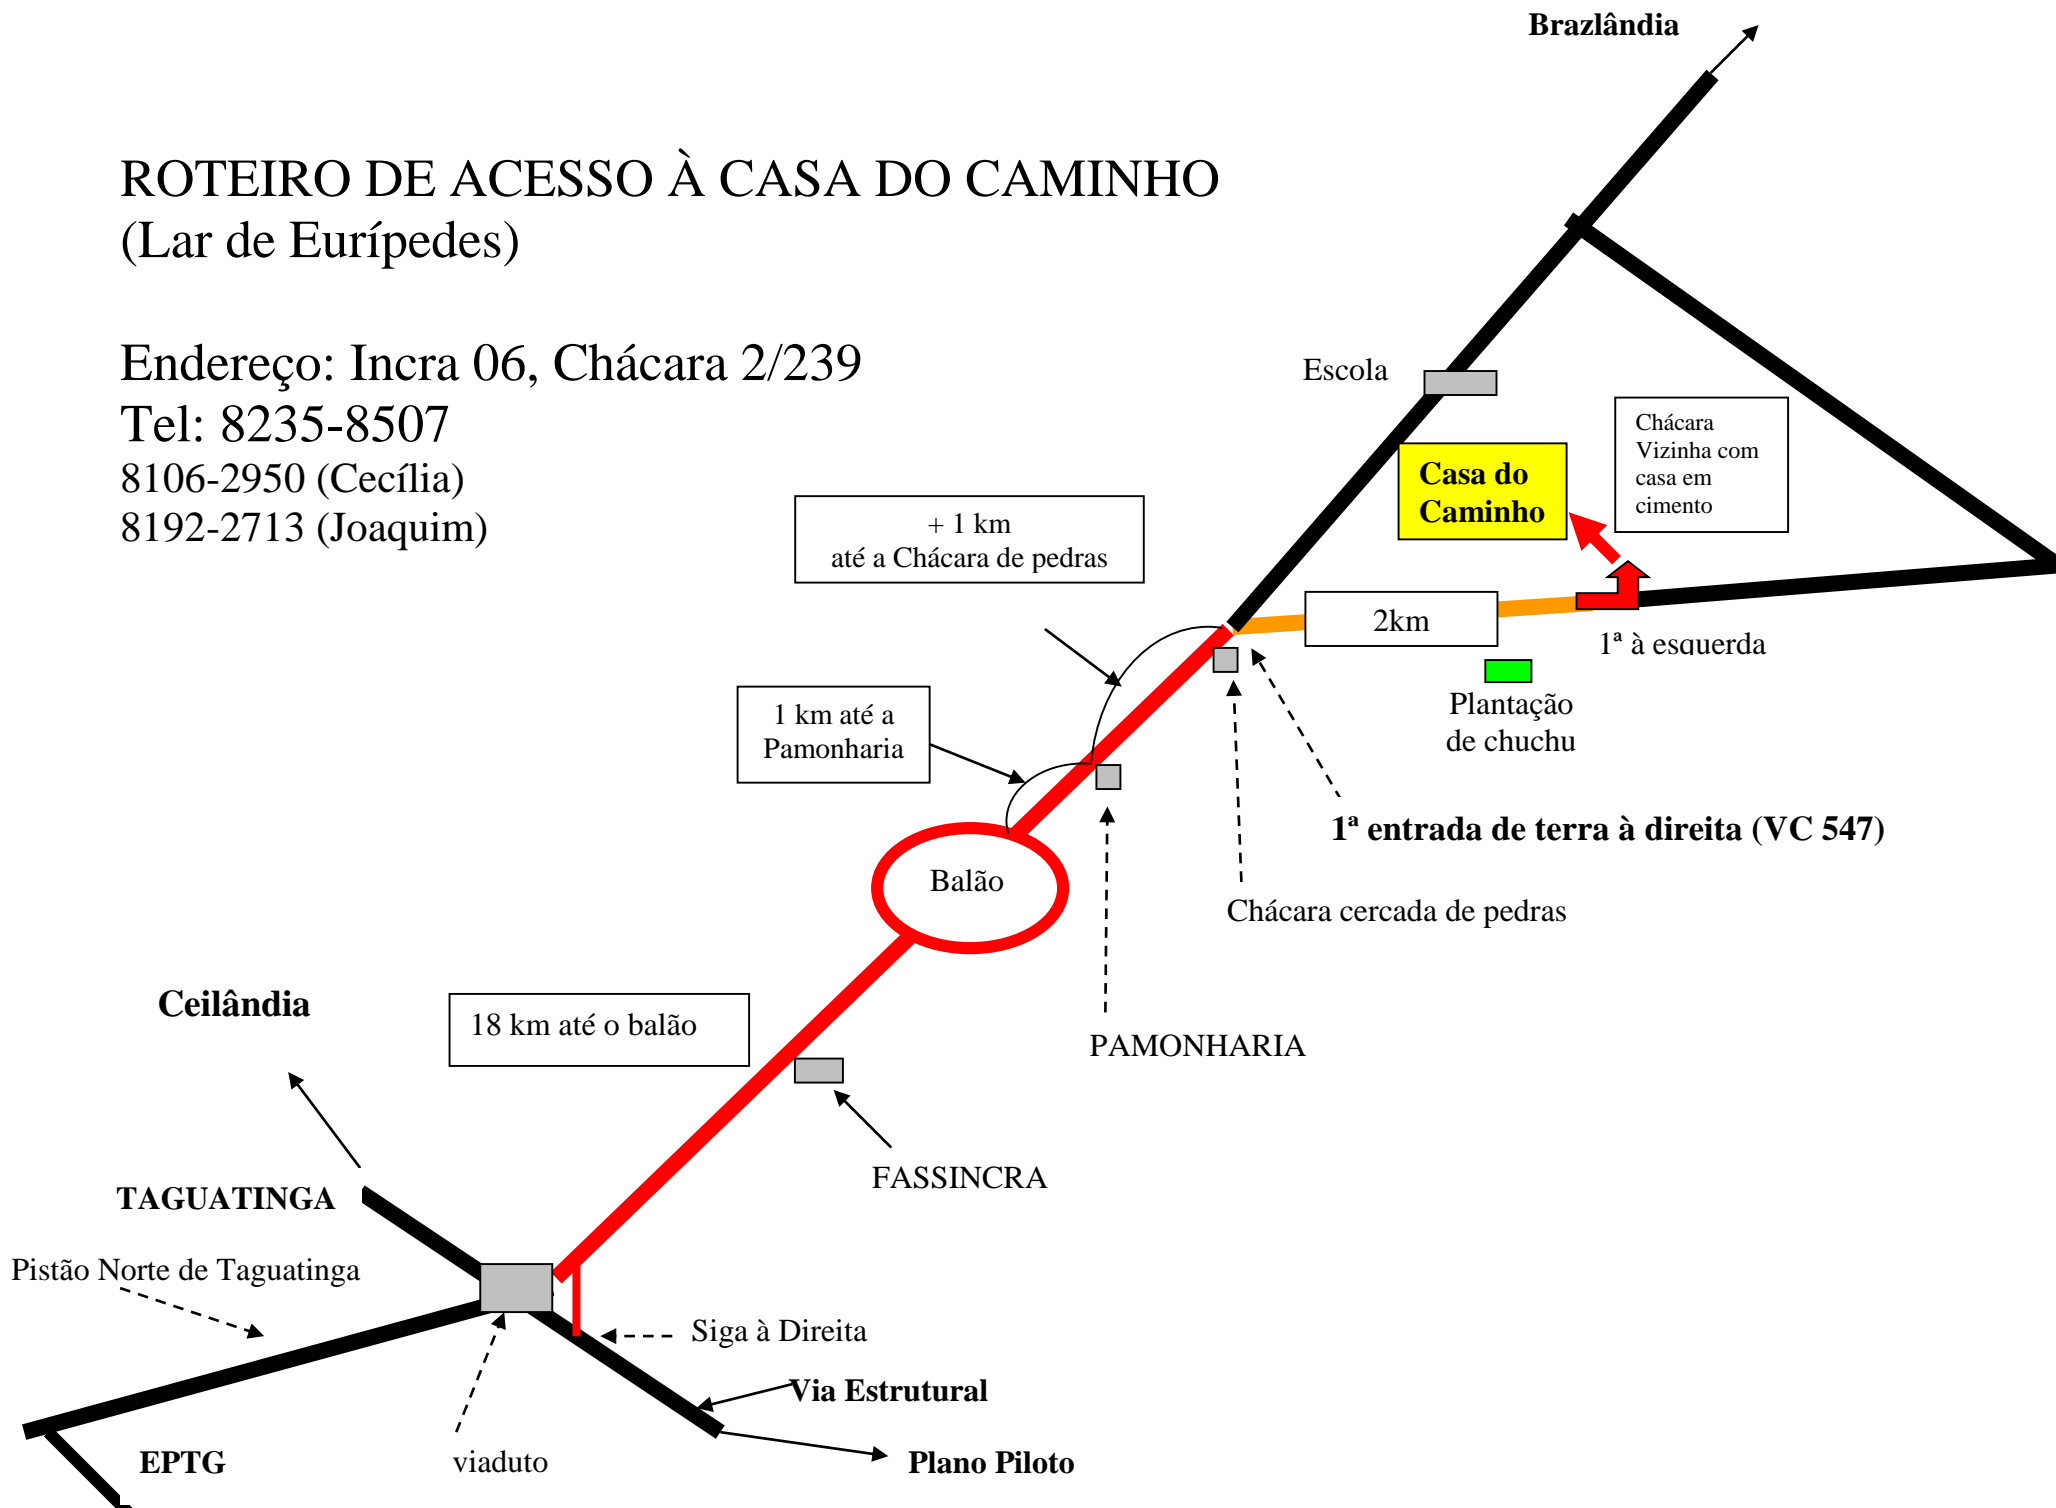 Brazlândia
ROTEIRO DE ACESSO À CASA DO CAMINHO
(Lar de Eurípedes)
Endereço: Incra 06, Chácara 2/239
Tel: 8235-8507
8106-2950 (Cecília)
8192-2713 (Joaquim)
Escola
Chácara
Vizinha com
casa em
cimento
Casa do
Caminho
+ 1 km
até a Chácara de pedras
2km
1ª à esquerda
Plantação
de chuchu
1 km até a
Pamonharia
1ª entrada de terra à direita (VC 547)
Balão
Chácara cercada de pedras
Ceilândia
18 km até o balão
PAMONHARIA
FASSINCRA
TAGUATINGA
Pistão Norte de Taguatinga
Siga à Direita
Via Estrutural
EPTG
viaduto
Plano Piloto